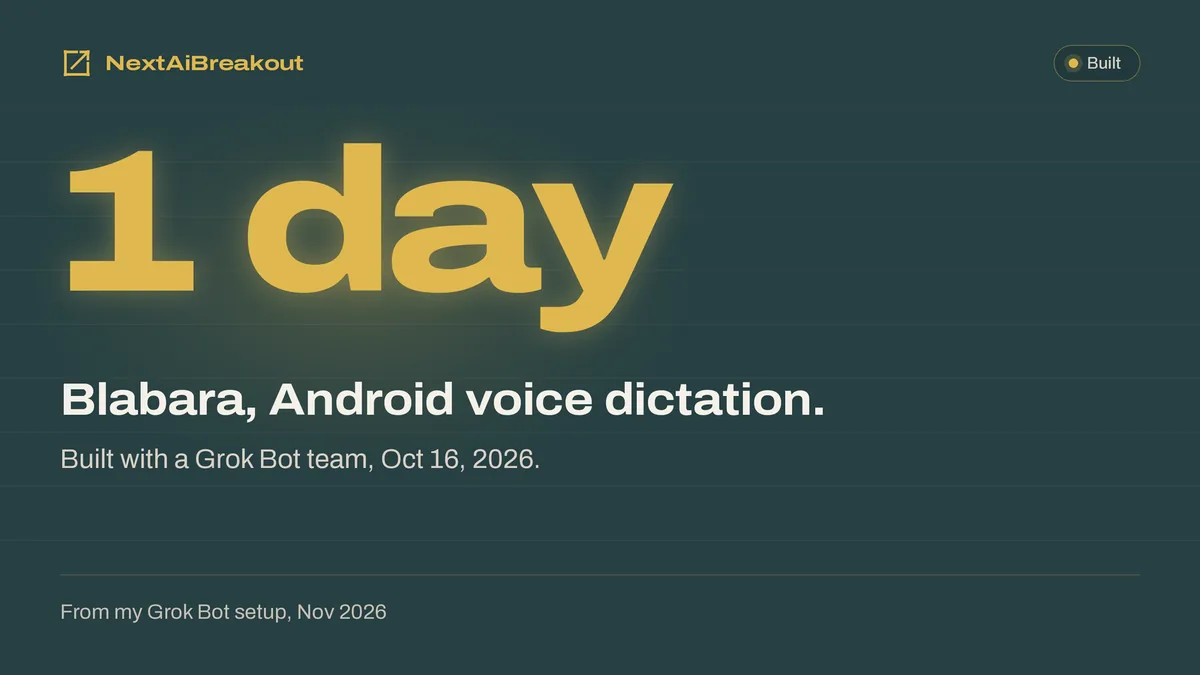 NextAiBreakout
Built
1 day
Blabara, Android voice dictation.
Built with a Grok Bot team, Oct 16, 2026.
From my Grok Bot setup, Nov 2026